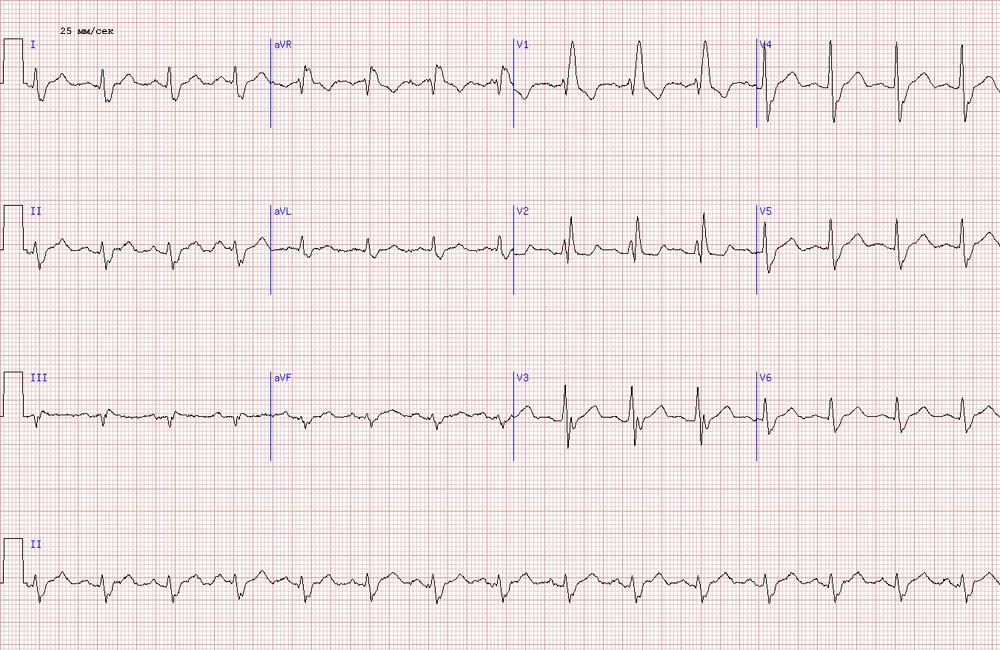 25 мм/сек
I aVR V1 V4
II aVL V2 V5
III aVF V3 V6
II